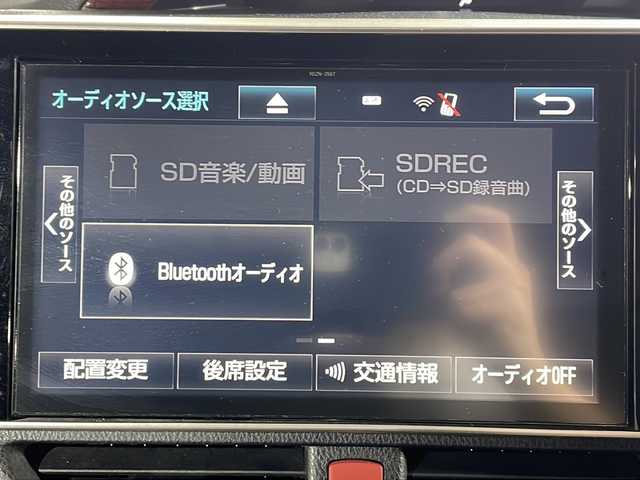 オーディオソース選択
SD音楽/動画
SDREC
(CD⇒SD録音曲)
その他のソース
Bluetoothオーディオ
その他のソース
配置変更
後席設定
交通情報
オーディオOFF